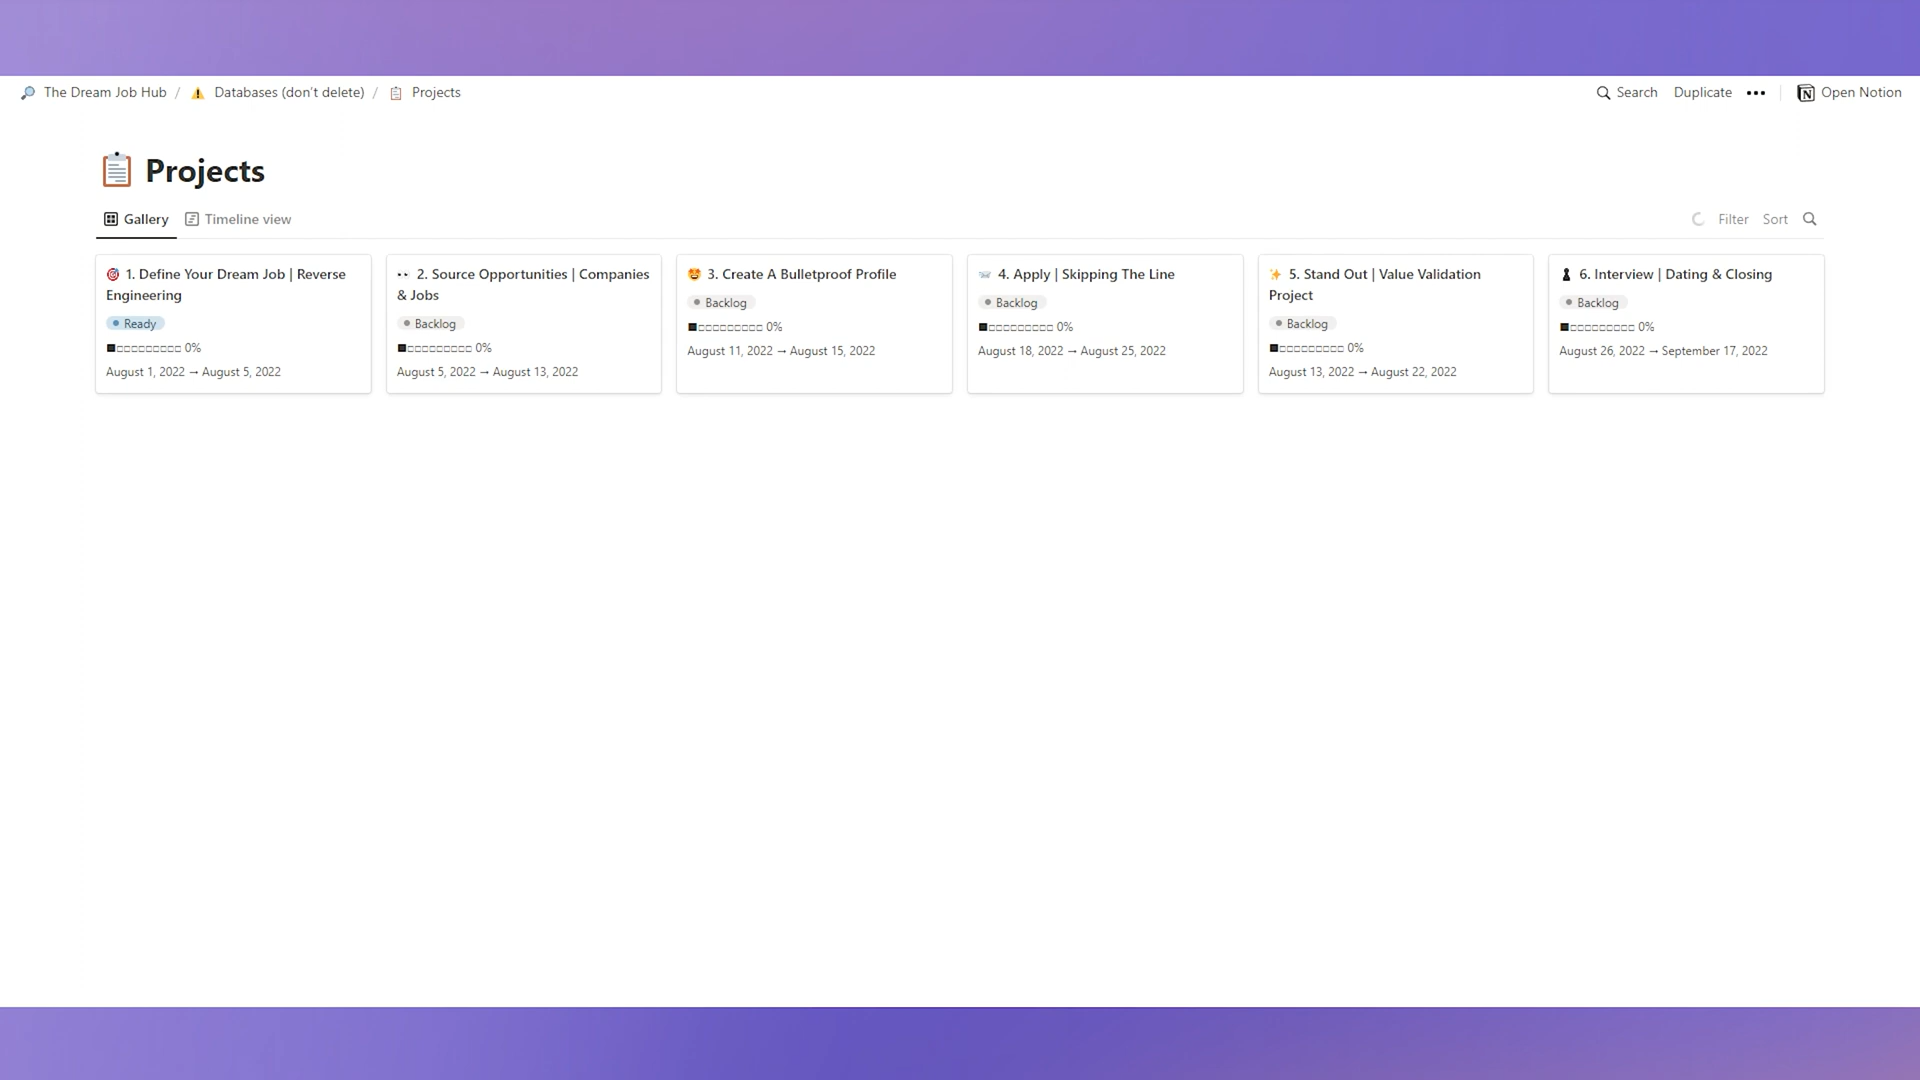 The Dream Job Hub / Databases (don't delete) / Projects
Search Duplicate ••• Open Notion
Projects
Gallery Timeline view
Filter Sort
1. Define Your Dream Job | Reverse
Engineering
Ready
0%
August 1, 2022 → August 5, 2022
2. Source Opportunities | Companies
& Jobs
Backlog
0%
August 5, 2022 → August 13, 2022
3. Create A Bulletproof Profile
Backlog
0%
August 11, 2022 → August 15, 2022
4. Apply | Skipping The Line
Backlog
0%
August 18, 2022 → August 25, 2022
5. Stand Out | Value Validation
Project
Backlog
0%
August 13, 2022 → August 22, 2022
6. Interview | Dating & Closing
Backlog
0%
August 26, 2022 → September 17, 2022